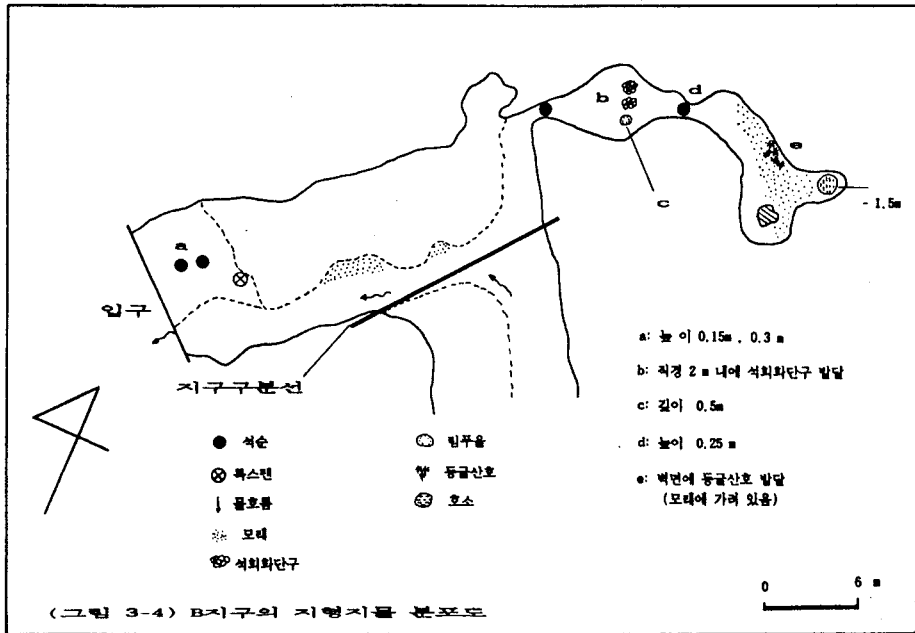 b
d
e
c
- 1.5m
a
입구
지구구분선
a: 높이 0.15m , 0.3 m
b: 직경 2 m 내에 석회화단구 발달
c: 깊이 0.5m
d: 높이 0.25 m
e: 벽면에 동굴산호 발달
(모래에 가려 있음)
석순
록스텐
물흐름
모래
석회화단구
림푸울
동굴산호
호소
0 6 m
(그림 3-4) B지구의 지형지물 분포도